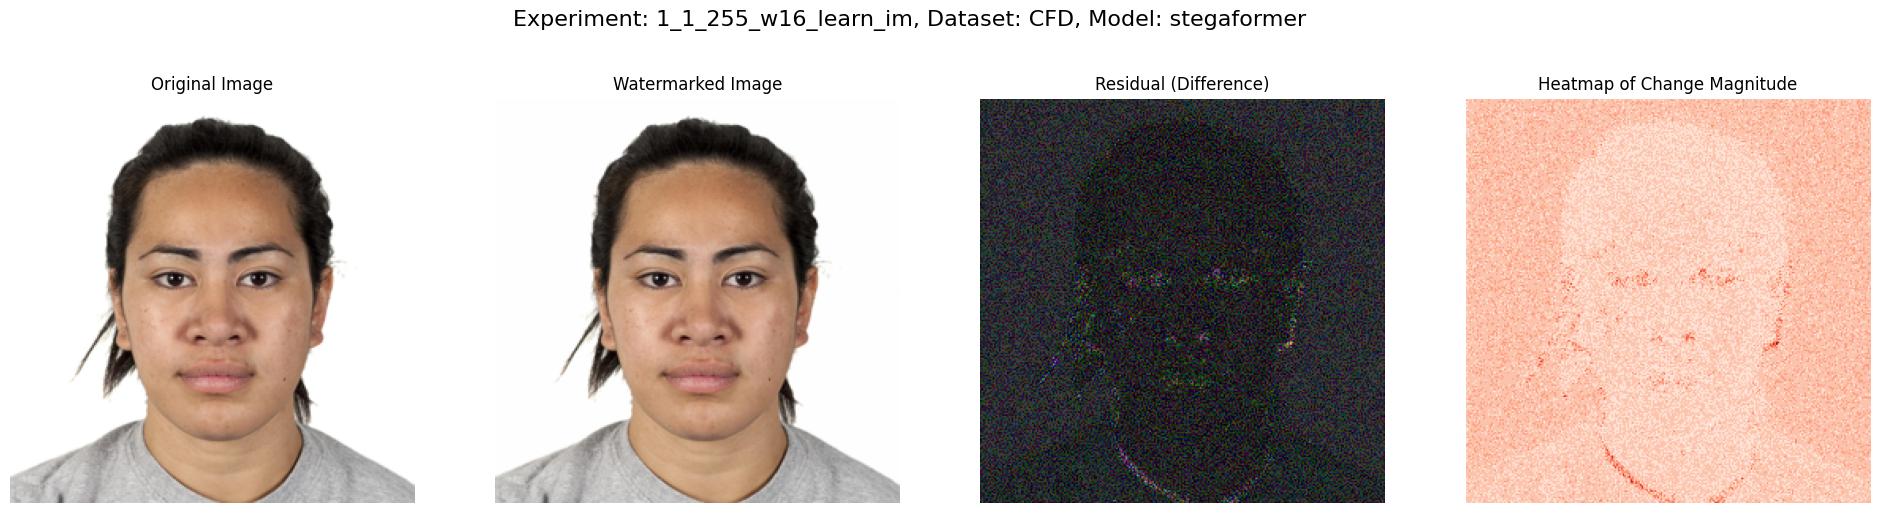 Experiment: 1_1_255_w16_learn_im, Dataset: CFD, Model: stegaformer
Original Image
Watermarked Image
Residual (Difference)
Heatmap of Change Magnitude